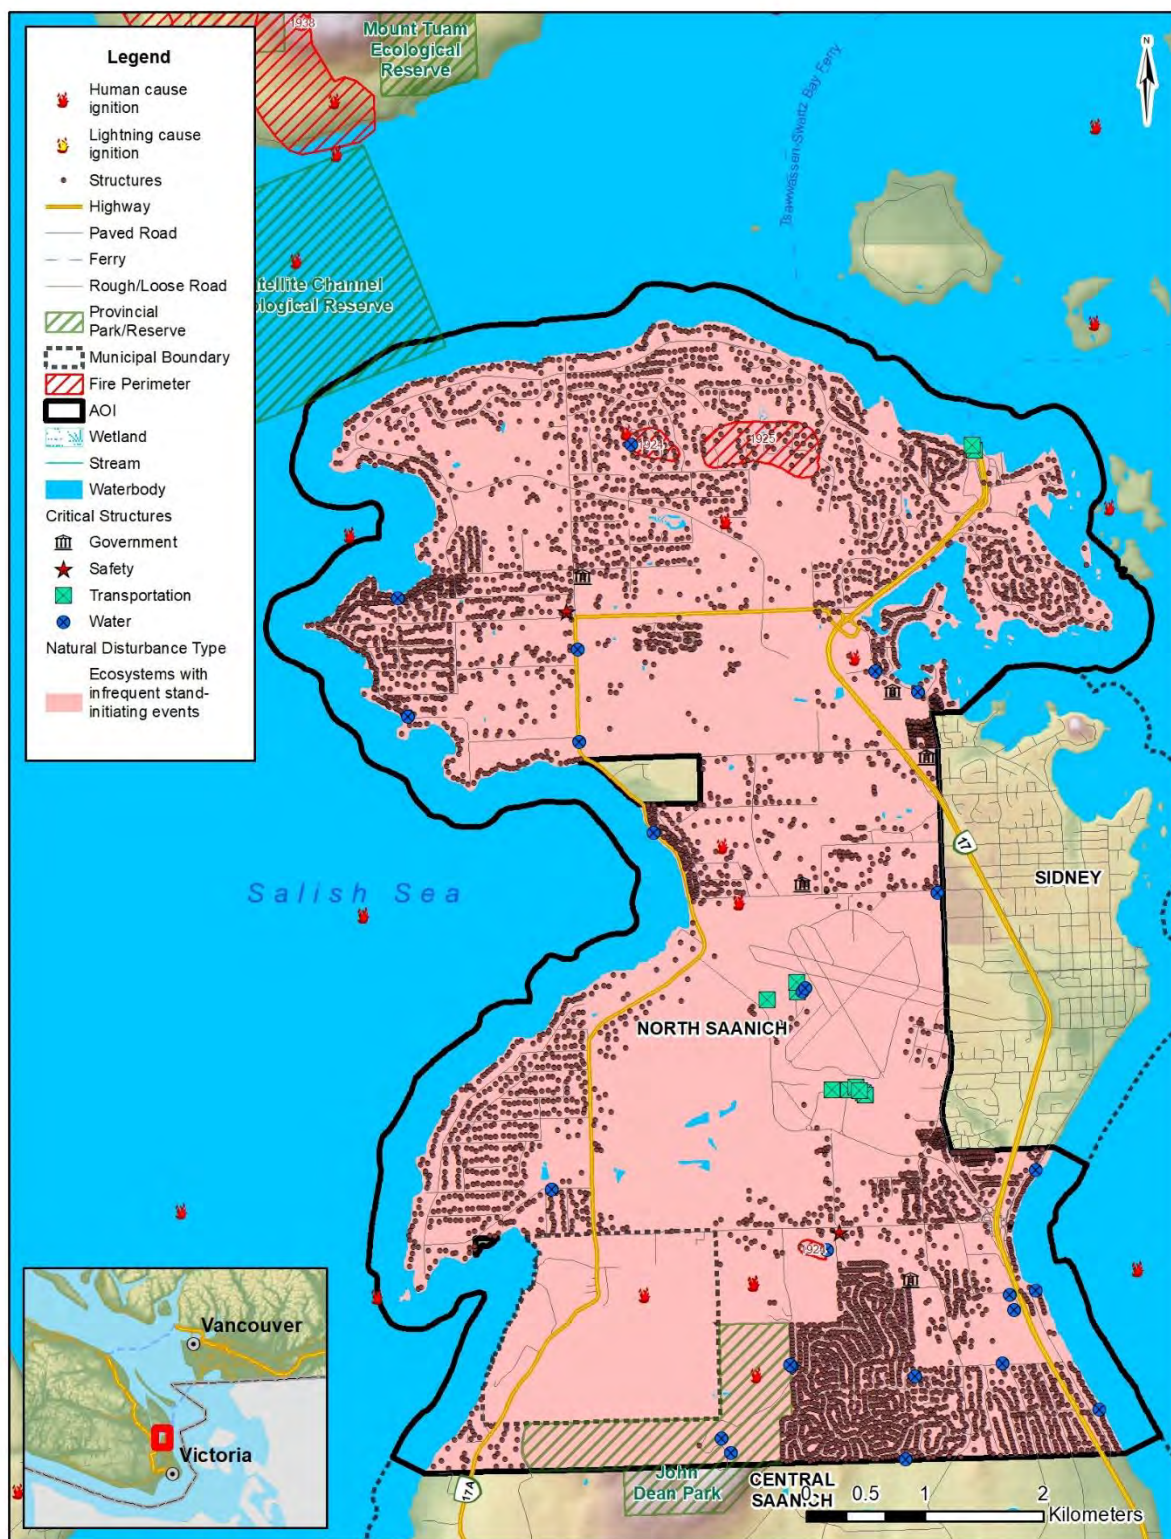 Legend
Human cause
ignition
Lightning cause
ignition
Structures
Highway
Paved Road
Ferry
Rough/Loose Road
Provincial
Park/Reserve
Municipal Boundary
Fire Perimeter
AOI
Wetland
Stream
Waterbody
Critical Structures
Government
Safety
Transportation
Water
Natural Disturbance Type
Ecosystems with
infrequent stand-
initiating events
1938
Mount Tuam
Ecological
Reserve
N
Tsawwassen-Swartz Bay Ferry
tellite Channel
ological Reserve
1925
17
SIDNEY
Salish Sea
NORTH SAANICH
Vancouver
Victoria
17A
John
Dean Park
CENTRAL
SAANICH
0 0.5 1 2
Kilometers